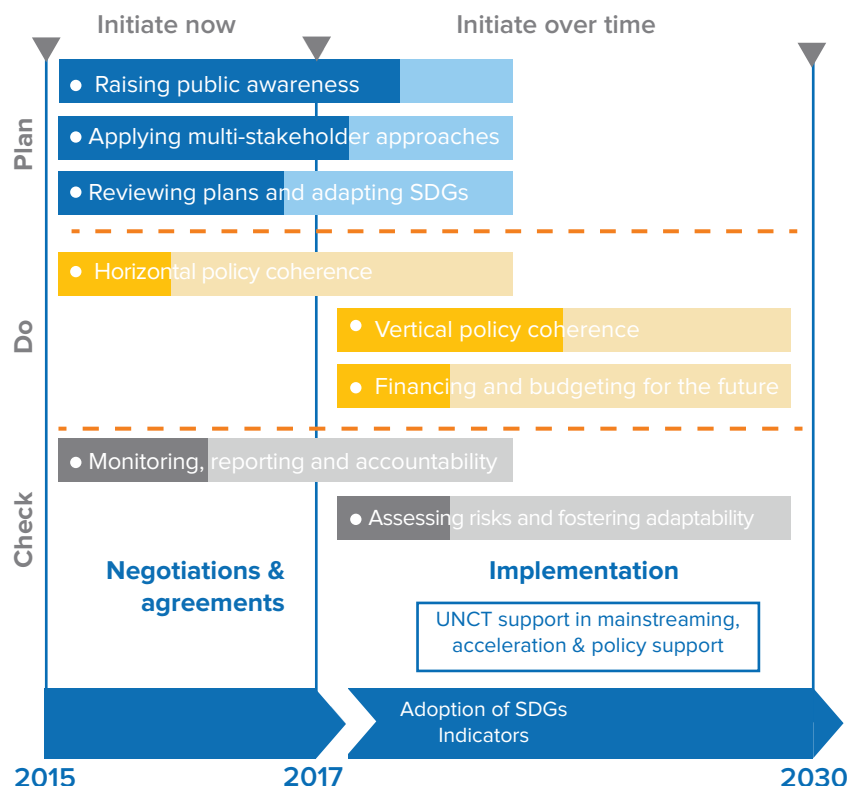 Initiate now
Initiate over time
Plan
Raising public awareness
Applying multi-stakeholder approaches
Reviewing plans and adapting SDGs
Do
Horizontal policy coherence
Vertical policy coherence
Financing and budgeting for the future
Check
Monitoring, reporting and accountability
Assessing risks and fostering adaptability
Negotiations &
agreements
Implementation
UNCT support in mainstreaming,
acceleration & policy support
Adoption of SDGs
Indicators
2015
2017
2030